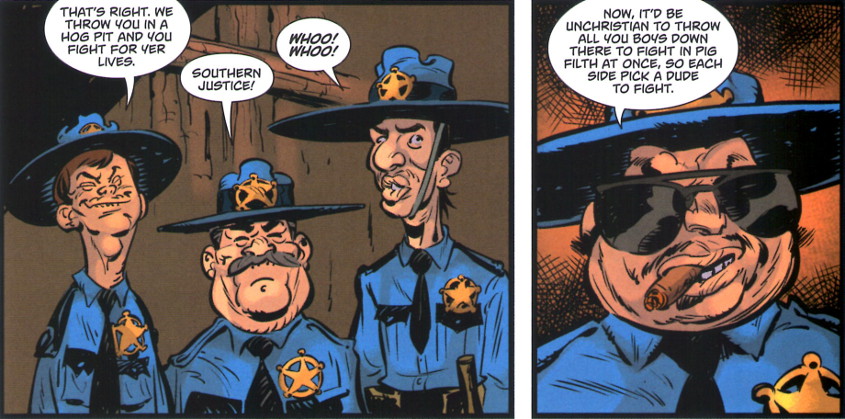 THAT'S RIGHT. WE
THROW YOU IN A
HOG PIT AND YOU
FIGHT FOR YER
LIVES.
SOUTHERN
JUSTICE!
WHOO!
WHOO!
NOW, IT'D BE
UNCHRISTIAN TO THROW
ALL YOU BOYS DOWN
THERE TO FIGHT IN PIG
FILTH AT ONCE, SO EACH
SIDE PICK A DUDE
TO FIGHT.